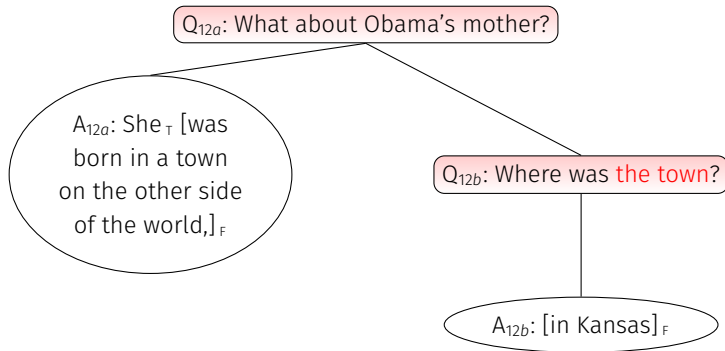 Q12a: What about Obama's mother?
A12a: She T [was
born in a town
on the other side
of the world,] F
Q12b: Where was the town?
A12b: [in Kansas] F